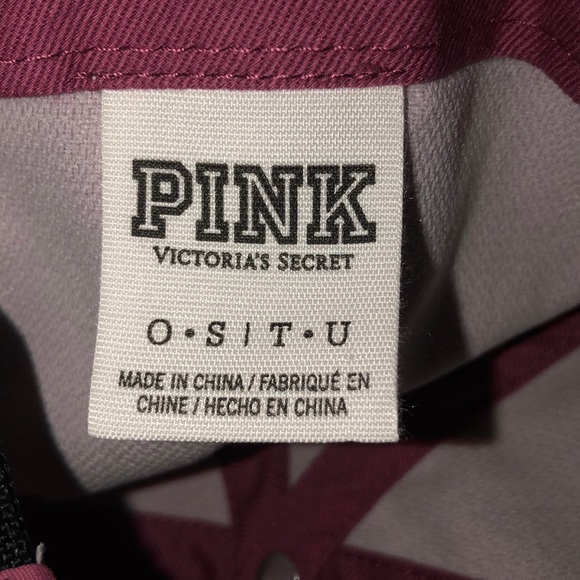 PINK
VICTORIA'S SECRET
O • S | T • U
MADE IN CHINA / FABRIQUÉ EN
CHINE / HECHO EN CHINA